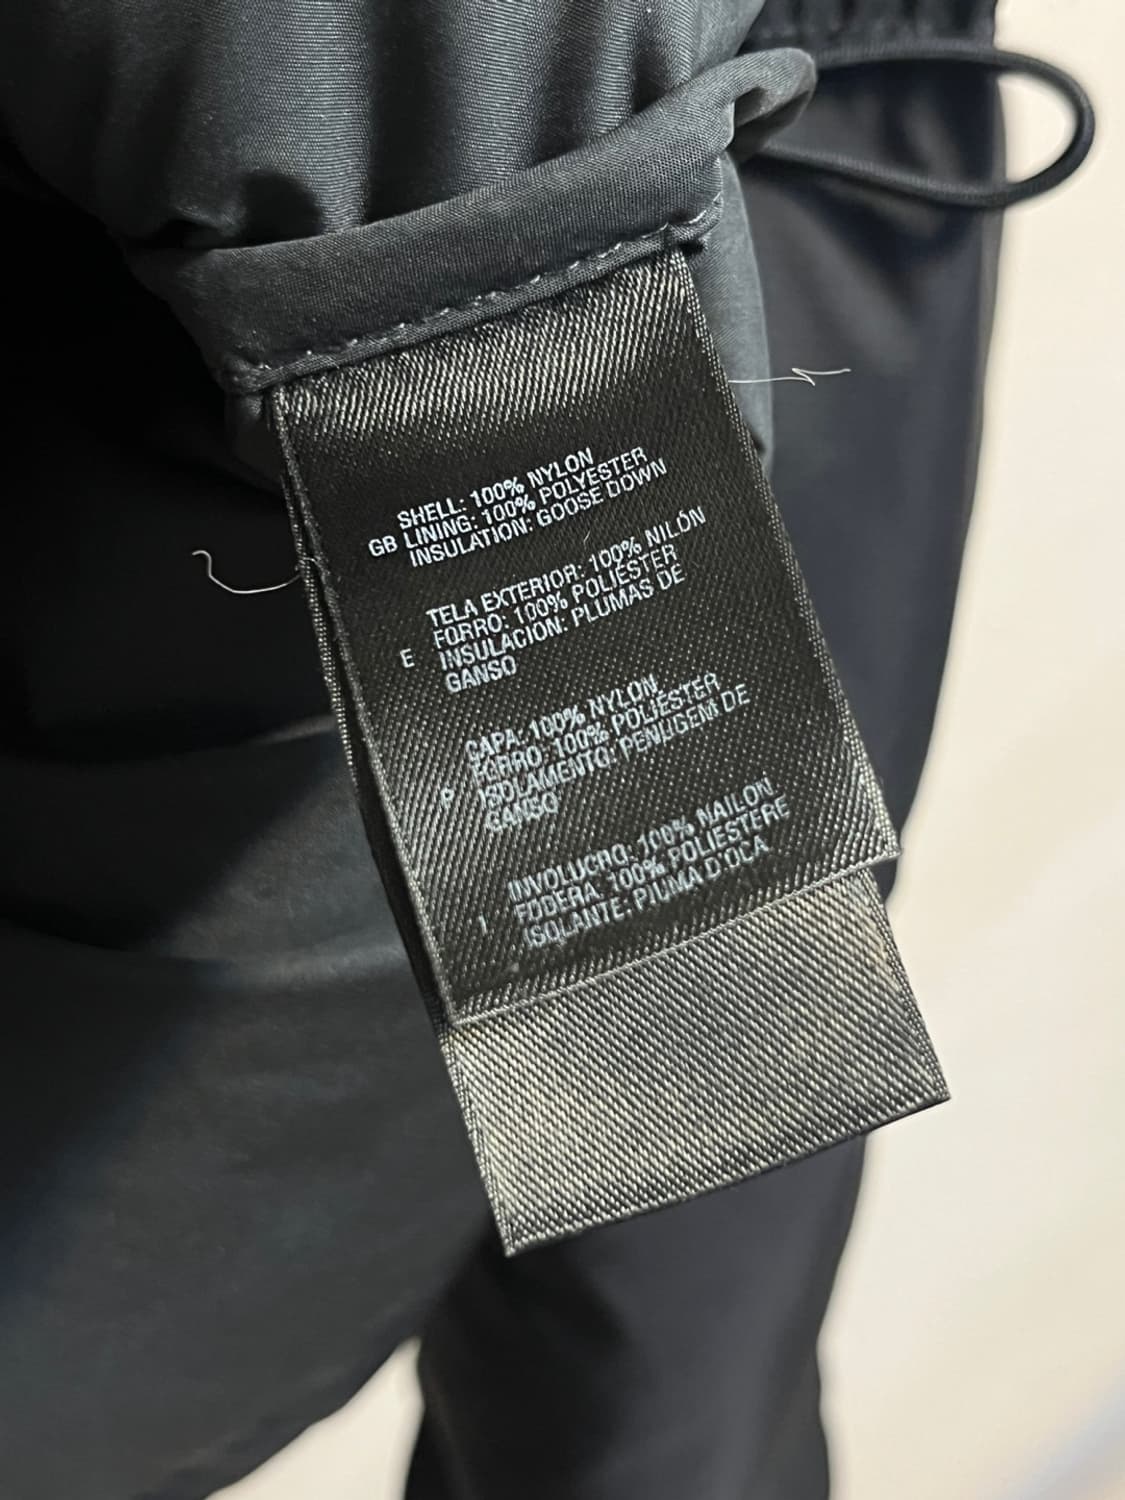 SHELL: 100% NYLON
GB LINING: 100% POLYESTER
INSULATION: GOOSE DOWN
TELA EXTERIOR: 100% NILÓN
FORRO: 100% POLIÉSTER
E INSULACION: PLUMAS DE
GANSO
CAPA: 100% NYLON
FORRO: 100% POLIÉSTER
P ISOLAMENTO: PENUGEM DE
GANSO
INVOLUCRO: 100% NAILON
FODERA: 100% POLIESTERE
I ISOLANTE: PIUMA D'OCA